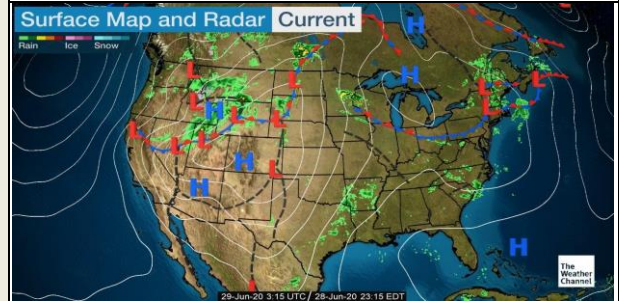 Surface Map and Radar Current
Rain Ice Snow
H
H
L
L
H
L
L
L
L
L
L
L
L
L
L
H
L
H
H
L
The
Weather
Channel
29-Jun-20 3:15 UTC / 28-Jun-20 23:15 EDT